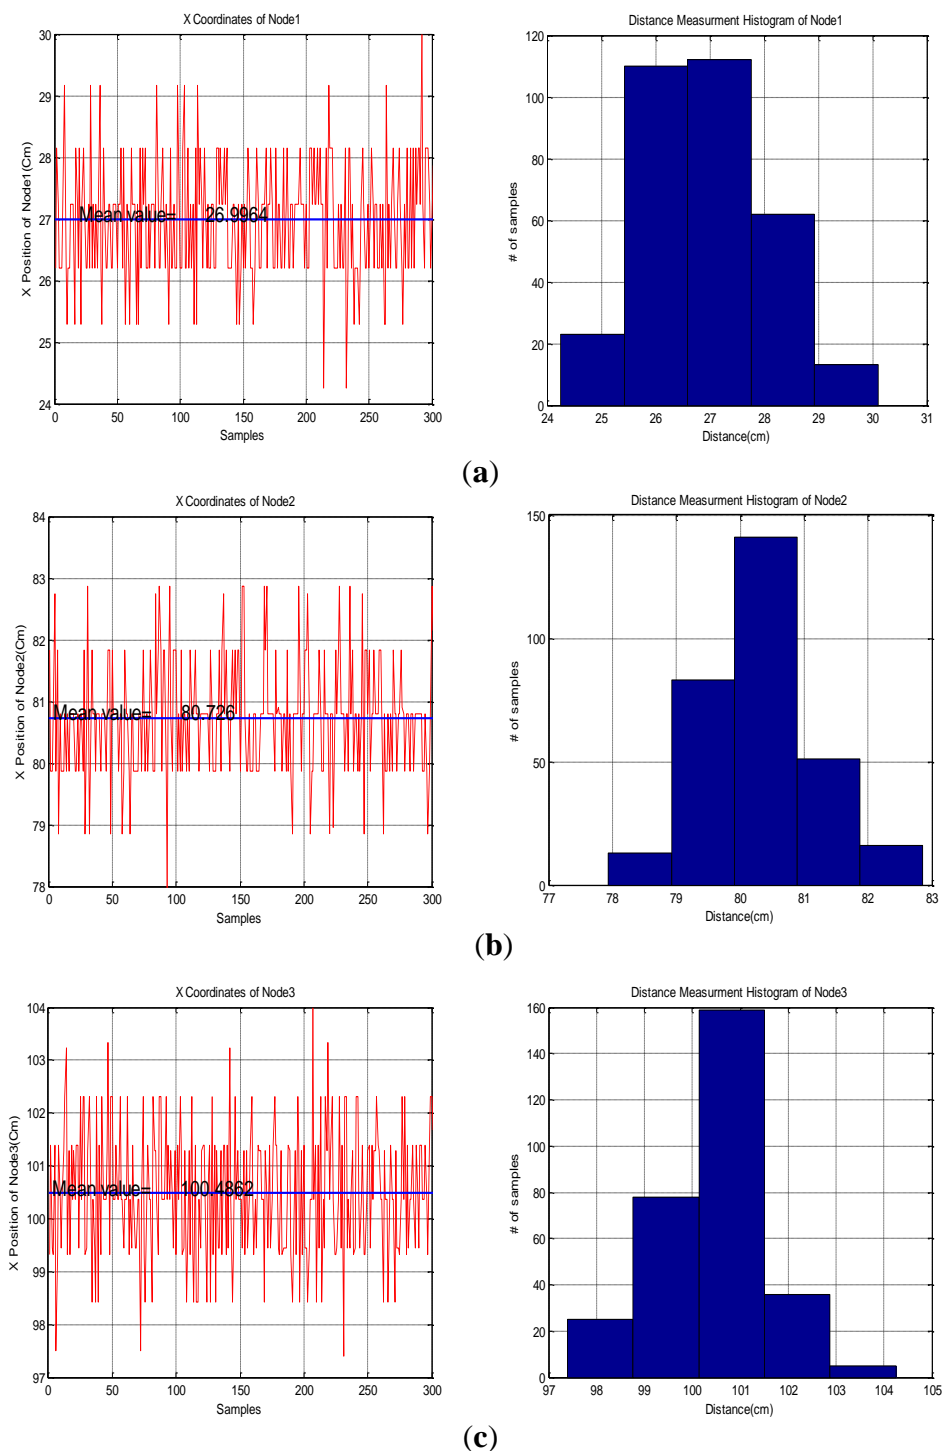 X Coordinates of Node1
30
29
28
27
26
25
24
X Position of Node1(Cm)
Mean value= 26.9964
0 50 100 150 200 250 300
Samples
Distance Measurment Histogram of Node1
120
100
80
60
40
20
0
# of samples
24 25 26 27 28 29 30 31
Distance(cm)
(a)
X Coordinates of Node2
84
83
82
81
80
79
78
X Position of Node2(Cm)
Mean value= 80.726
0 50 100 150 200 250 300
Samples
Distance Measurment Histogram of Node2
150
100
50
0
# of samples
77 78 79 80 81 82 83
Distance(cm)
(b)
X Coordinates of Node3
104
103
102
101
100
99
98
97
X Position of Node3(Cm)
Mean value= 100.4862
0 50 100 150 200 250 300
Samples
Distance Measurment Histogram of Node3
160
140
120
100
80
60
40
20
0
# of samples
97 98 99 100 101 102 103 104 105
Distance(cm)
(c)